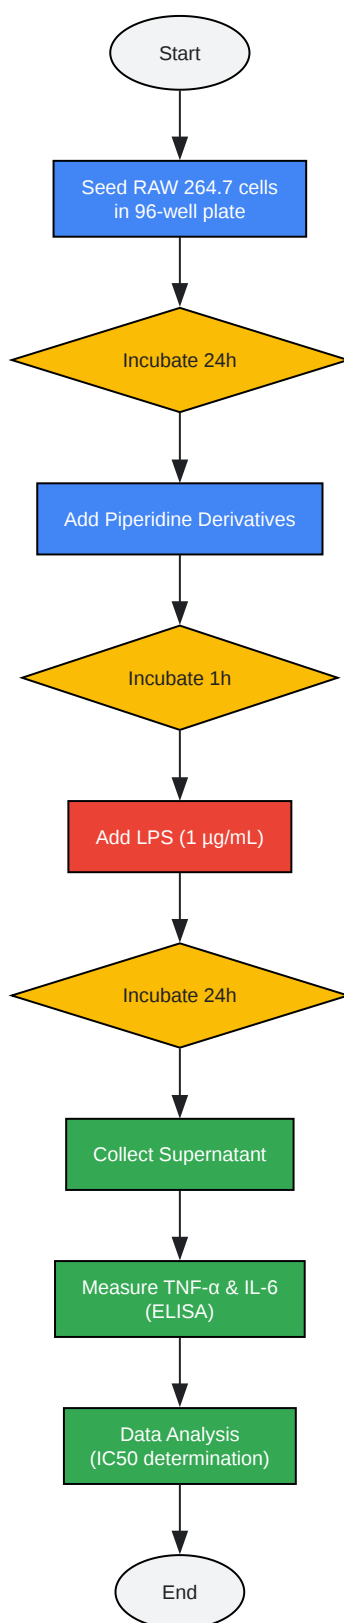 Start
Seed RAW 264.7 cells
in 96-well plate
Incubate 24h
Add Piperidine Derivatives
Incubate 1h
Add LPS (1 µg/mL)
Incubate 24h
Collect Supernatant
Measure TNF-α & IL-6
(ELISA)
Data Analysis
(IC50 determination)
End